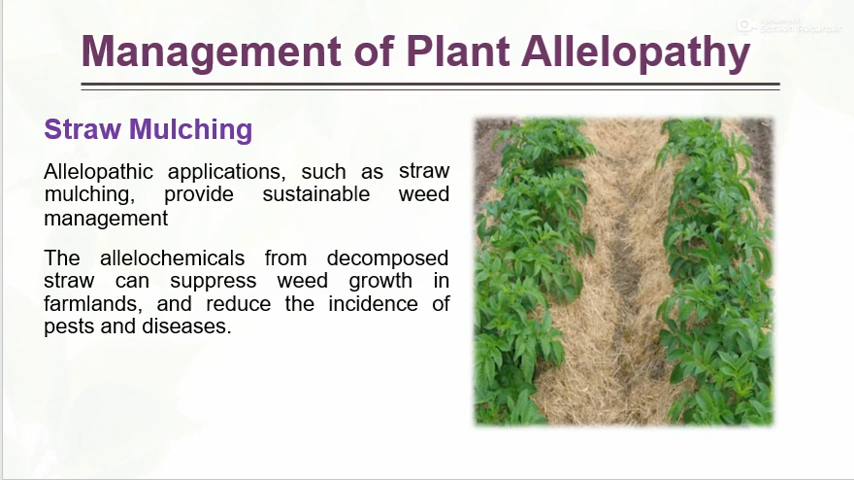 Management of Plant Allelopathy
Straw Mulching
Allelopathic applications, such as straw
mulching, provide sustainable weed
management
The allelochemicals from decomposed
straw can suppress weed growth in
farmlands, and reduce the incidence of
pests and diseases.